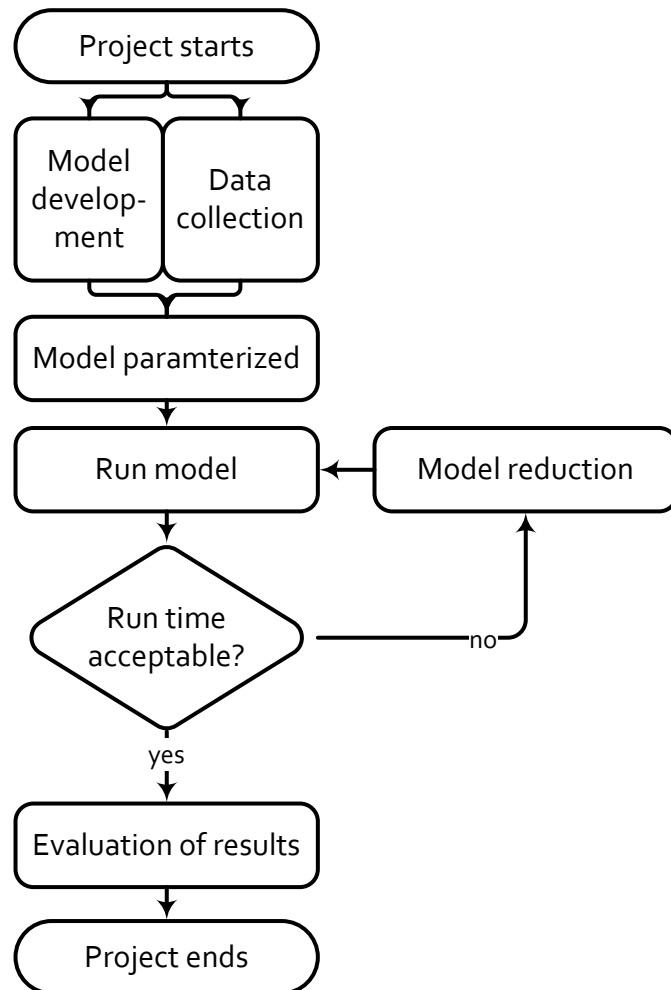 Project starts
Model
develop-
ment
Data
collection
Model paramterized
Run model
Model reduction
Run time
acceptable?
no
yes
Evaluation of results
Project ends